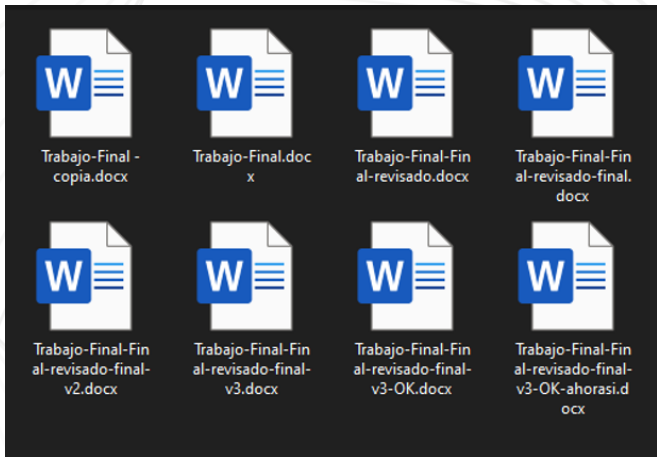 W
W
W
W
Trabajo-Final -
copia.docx
Trabajo-Final.doc
x
Trabajo-Final-Fin
al-revisado.docx
Trabajo-Final-Fin
al-revisado-final.
docx
W
W
W
W
Trabajo-Final-Fin
al-revisado-final-
v2.docx
Trabajo-Final-Fin
al-revisado-final-
v3.docx
Trabajo-Final-Fin
al-revisado-final-
v3-OK.docx
Trabajo-Final-Fin
al-revisado-final-
v3-OK-ahorasi.d
ocx